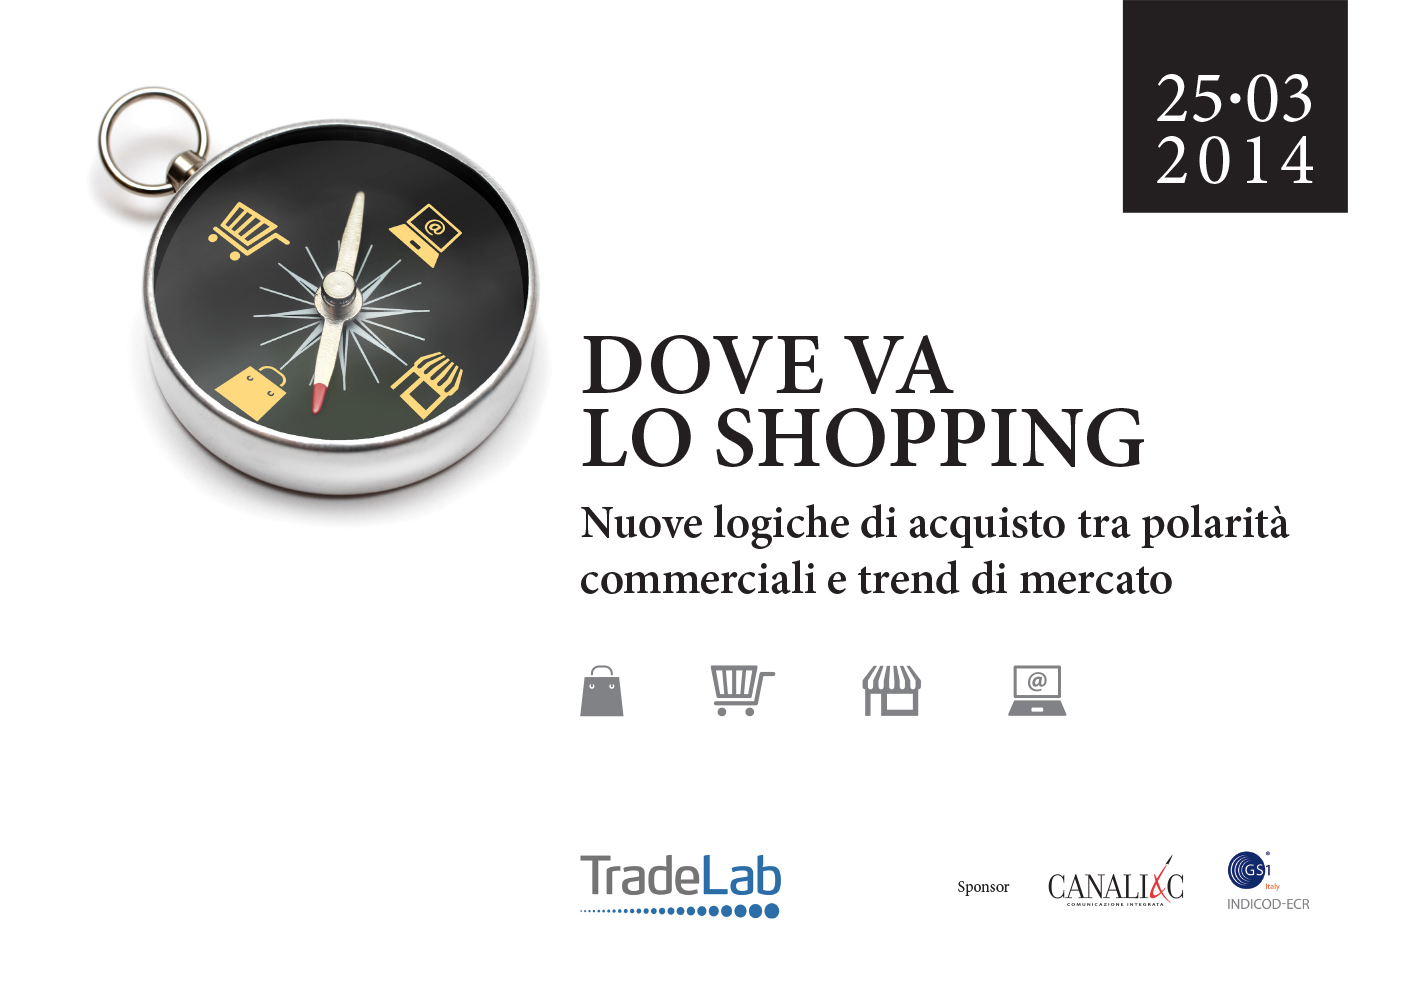 25·03
2014
@
DOVE VA
LO SHOPPING
Nuove logiche di acquisto tra polarità
commerciali e trend di mercato
@
TradeLab
Sponsor
CANALI&C
COMUNICAZIONE INTEGRATA
GS1
Italy
INDICOD-ECR